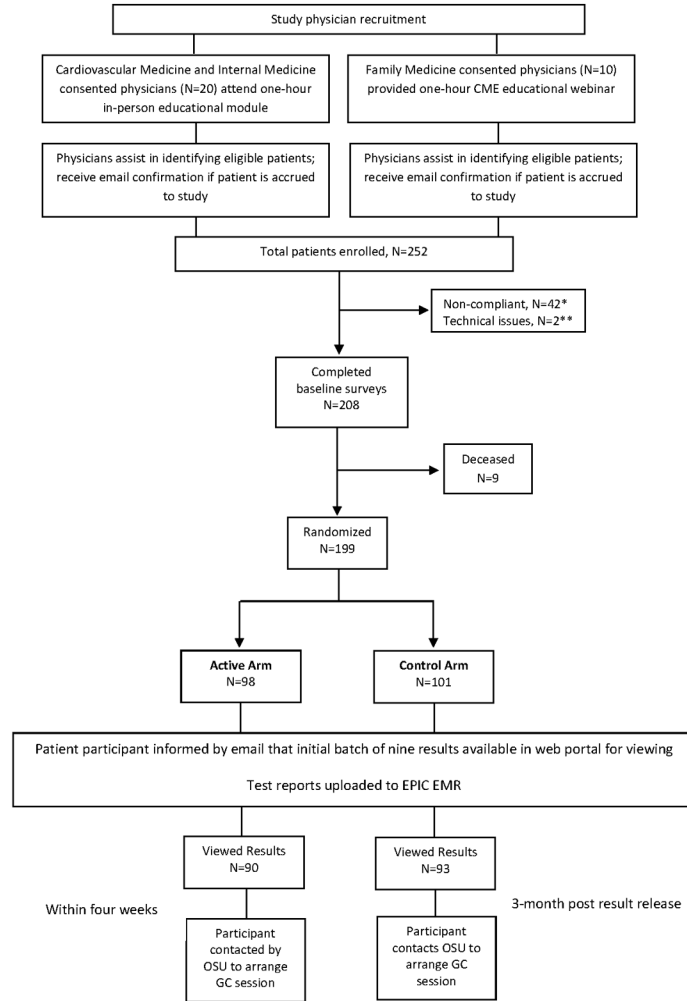 Study physician recruitment
Cardiovascular Medicine and Internal Medicine
consented physicians (N=20) attend one-hour
in-person educational module
Family Medicine consented physicians (N=10)
provided one-hour CME educational webinar
Physicians assist in identifying eligible patients;
receive email confirmation if patient is accrued
to study
Physicians assist in identifying eligible patients;
receive email confirmation if patient is accrued
to study
Total patients enrolled, N=252
Non-compliant, N=42*
Technical issues, N=2**
Completed
baseline surveys
N=208
Deceased
N=9
Randomized
N=199
Active Arm
N=98
Control Arm
N=101
Patient participant informed by email that initial batch of nine results available in web portal for viewing
Test reports uploaded to EPIC EMR
Viewed Results
N=90
Viewed Results
N=93
Within four weeks
3-month post result release
Participant
contacted by
OSU to arrange
GC session
Participant
contacts OSU to
arrange GC
session